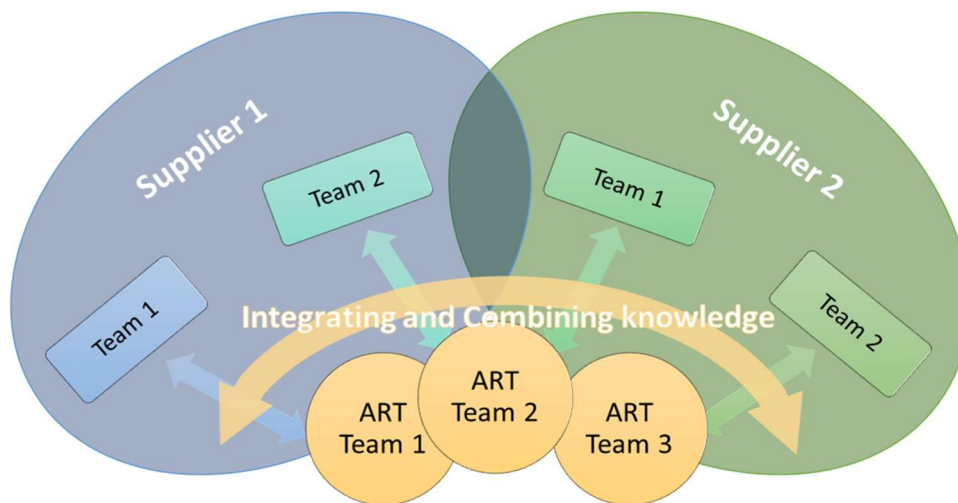 Supplier 1
Supplier 2
Team 2
Team 1
Team 1
Team 2
Integrating and Combining knowledge
ART
Team 1
ART
Team 2
ART
Team 3